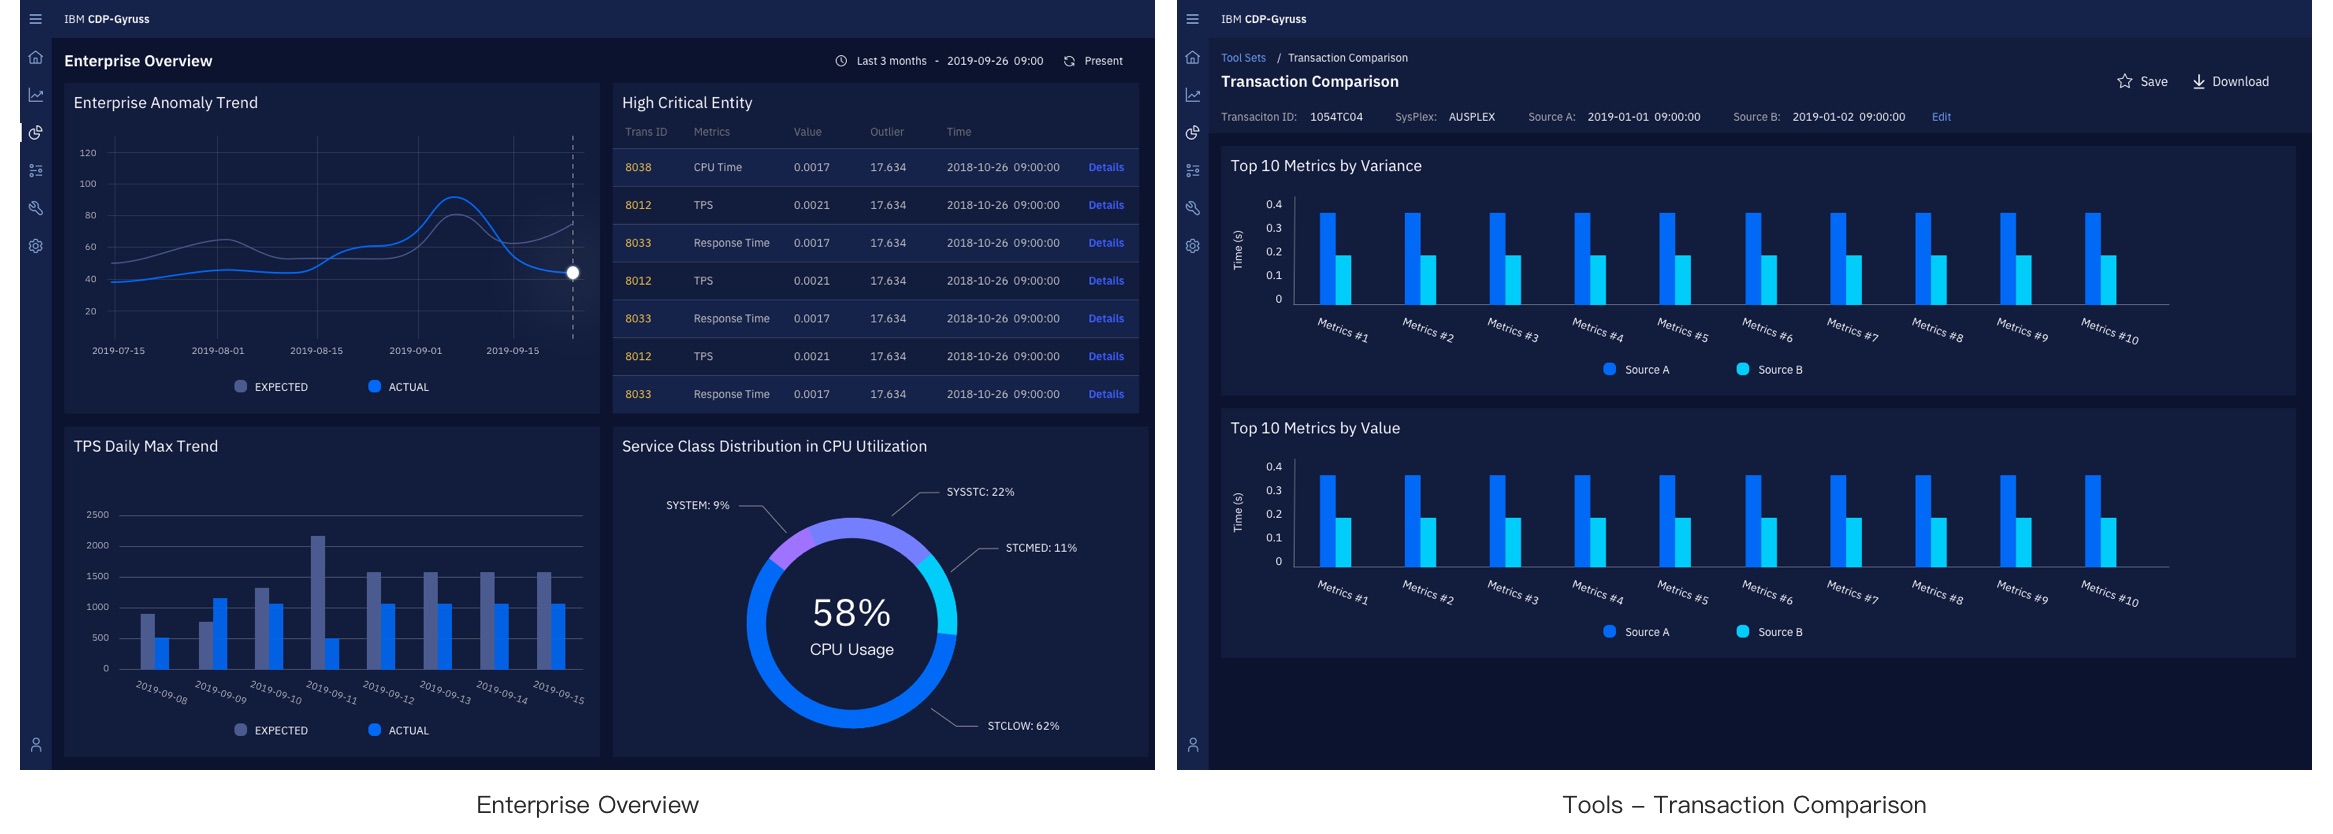 IBM CDP-Gyruss
Enterprise Overview
Last 3 months - 2019-09-26 09:00 Present
Enterprise Anomaly Trend
120
100
80
60
40
20
2019-07-15 2019-08-01 2019-08-15 2019-09-01 2019-09-15
EXPECTED ACTUAL
High Critical Entity
Trans ID Metrics Value Outlier Time
8038 CPU Time 0.0017 17.634 2018-10-26 09:00:00 Details
8012 TPS 0.0021 17.634 2018-10-26 09:00:00 Details
8033 Response Time 0.0017 17.634 2018-10-26 09:00:00 Details
8012 TPS 0.0021 17.634 2018-10-26 09:00:00 Details
8033 Response Time 0.0017 17.634 2018-10-26 09:00:00 Details
8012 TPS 0.0021 17.634 2018-10-26 09:00:00 Details
8033 Response Time 0.0017 17.634 2018-10-26 09:00:00 Details
TPS Daily Max Trend
2500
2000
1500
1000
500
0
2019-09-08 2019-09-09 2019-09-10 2019-09-11 2019-09-12 2019-09-13 2019-09-14 2019-09-15
EXPECTED ACTUAL
Service Class Distribution in CPU Utilization
SYSSTC: 22%
SYSTEM: 9%
STCMED: 11%
58%
CPU Usage
STCLOW: 62%
Enterprise Overview
IBM CDP-Gyruss
Tool Sets / Transaction Comparison
Transaction Comparison
Save Download
Transaciton ID: 1054TC04 SysPlex: AUSPLEX Source A: 2019-01-01 09:00:00 Source B: 2019-01-02 09:00:00 Edit
Top 10 Metrics by Variance
Time (s)
0.4
0.3
0.2
0.1
0
Metrics #1 Metrics #2 Metrics #3 Metrics #4 Metrics #5 Metrics #6 Metrics #7 Metrics #8 Metrics #9 Metrics #10
Source A Source B
Top 10 Metrics by Value
Time (s)
0.4
0.3
0.2
0.1
0
Metrics #1 Metrics #2 Metrics #3 Metrics #4 Metrics #5 Metrics #6 Metrics #7 Metrics #8 Metrics #9 Metrics #10
Source A Source B
Tools – Transaction Comparison